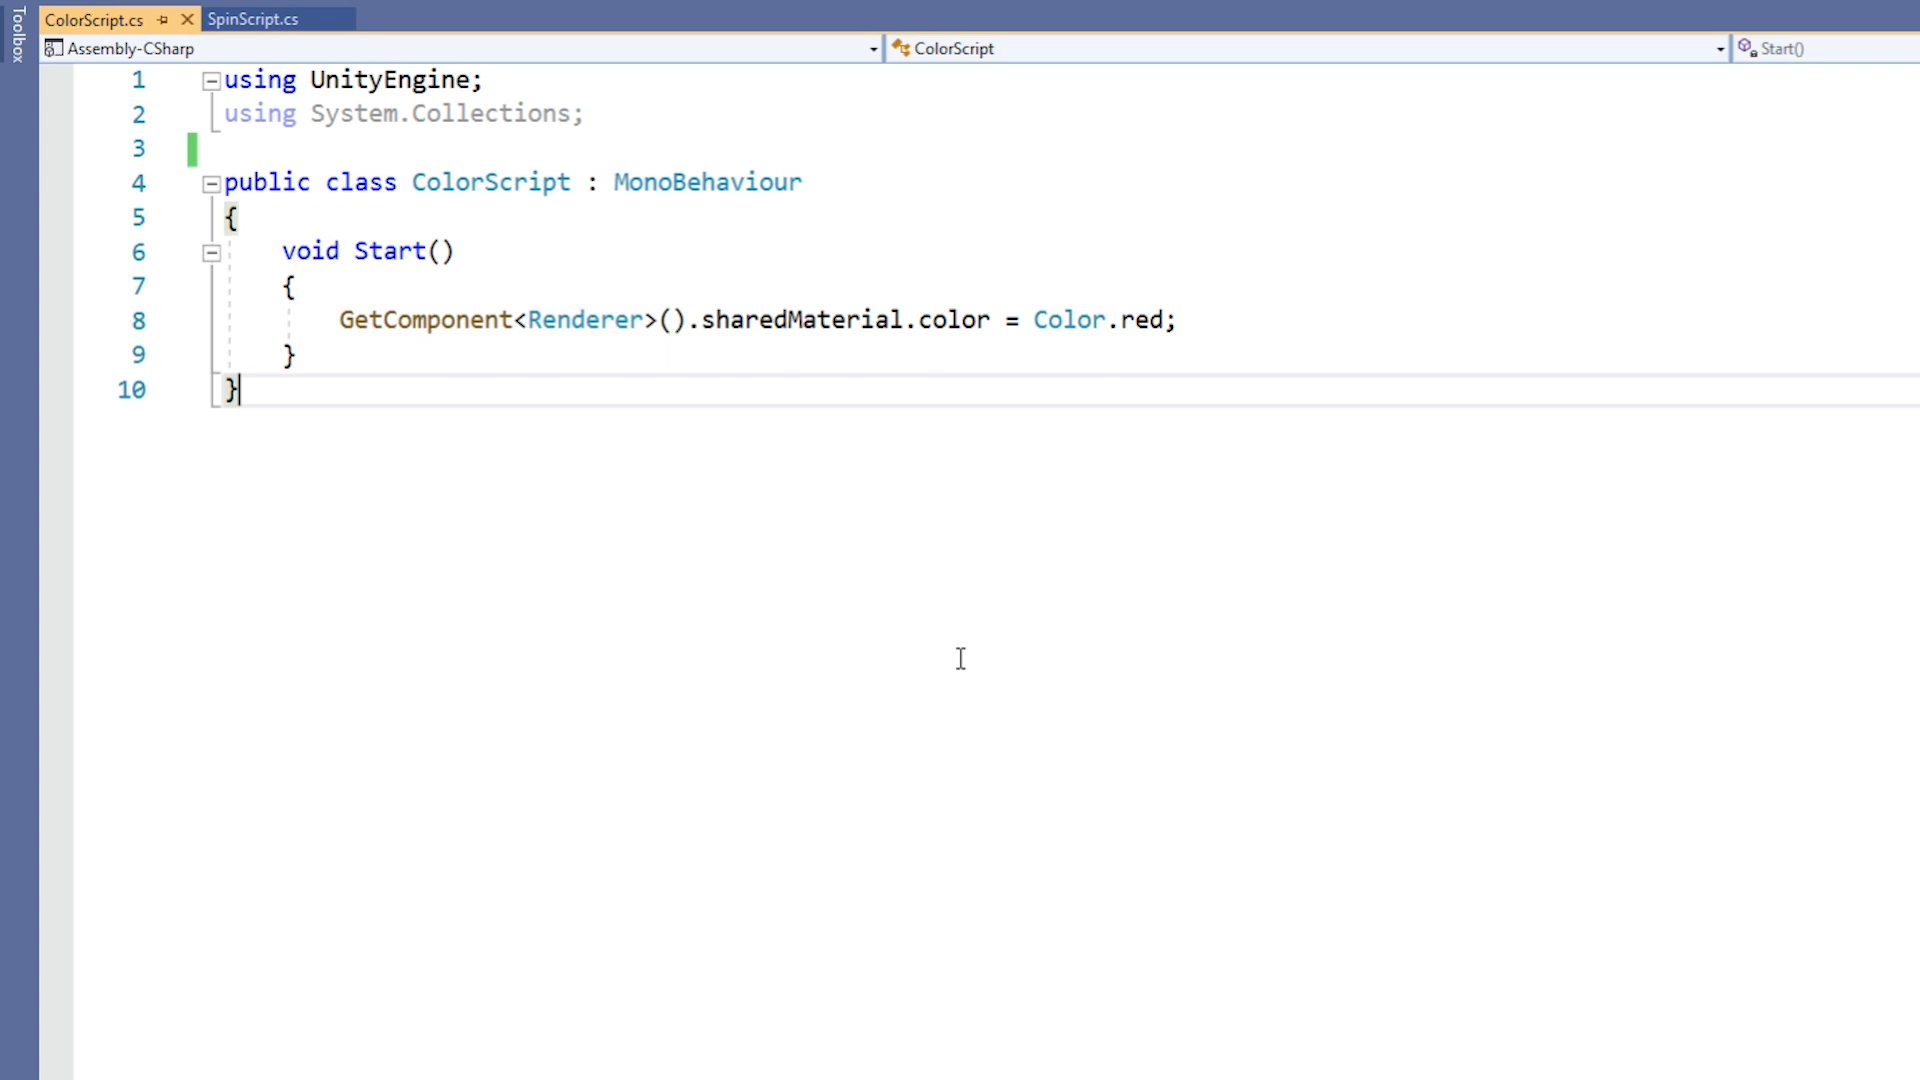 Toolbox
ColorScript.cs SpinScript.cs
Assembly-CSharp ColorScript Start()
1 using UnityEngine;
2 using System.Collections;
3
4 public class ColorScript : MonoBehaviour
5 {
6 void Start()
7 {
8 GetComponent<Renderer>().sharedMaterial.color = Color.red;
9 }
10 }